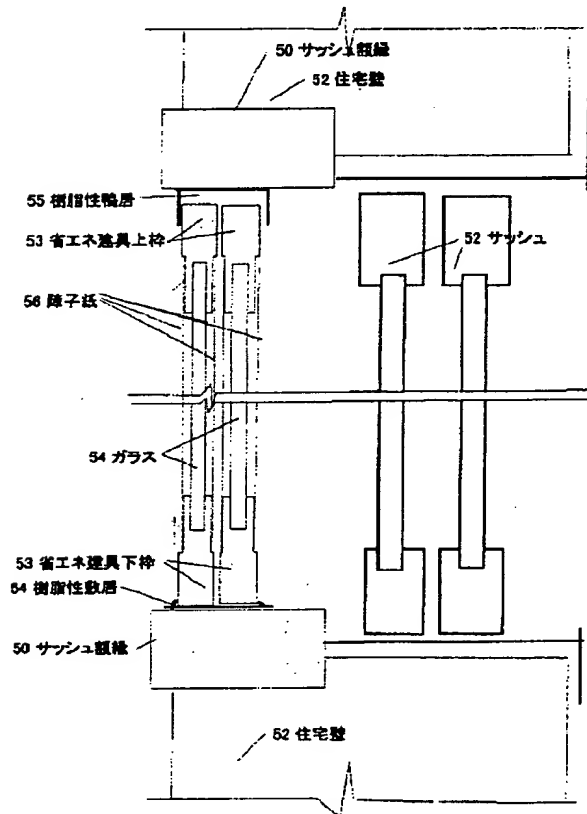 50 サッシュ額縁
52 住宅壁
55 樹脂性鴨居
53 省エネ建具上枠
52 サッシュ
56 障子紙
54 ガラス
53 省エネ建具下枠
54 樹脂性敷居
50 サッシュ額縁
52 住宅壁